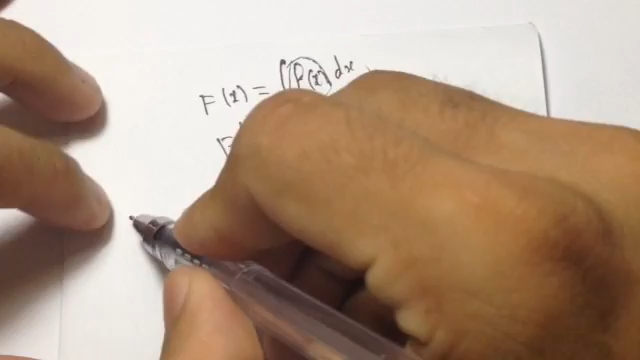 F(x) = ∫f(x) dx
F